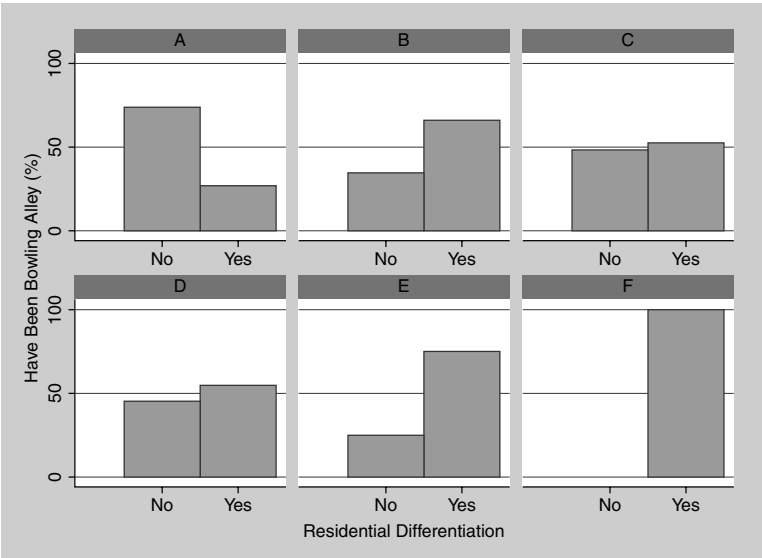 Have Been Bowling Alley (%)
A B C
100
50
0
No Yes No Yes No Yes
D E F
100
50
0
No Yes No Yes No Yes
Residential Differentiation